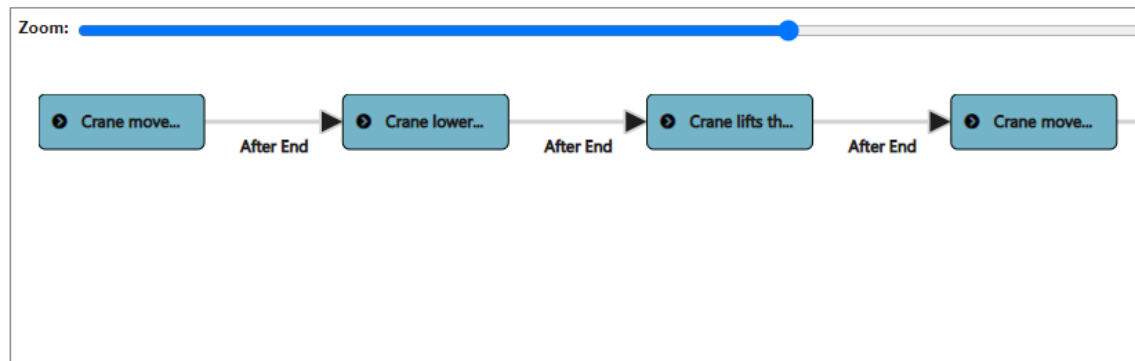 Zoom:
Crane move...
Crane lower...
Crane lifts th...
Crane move...
After End
After End
After End